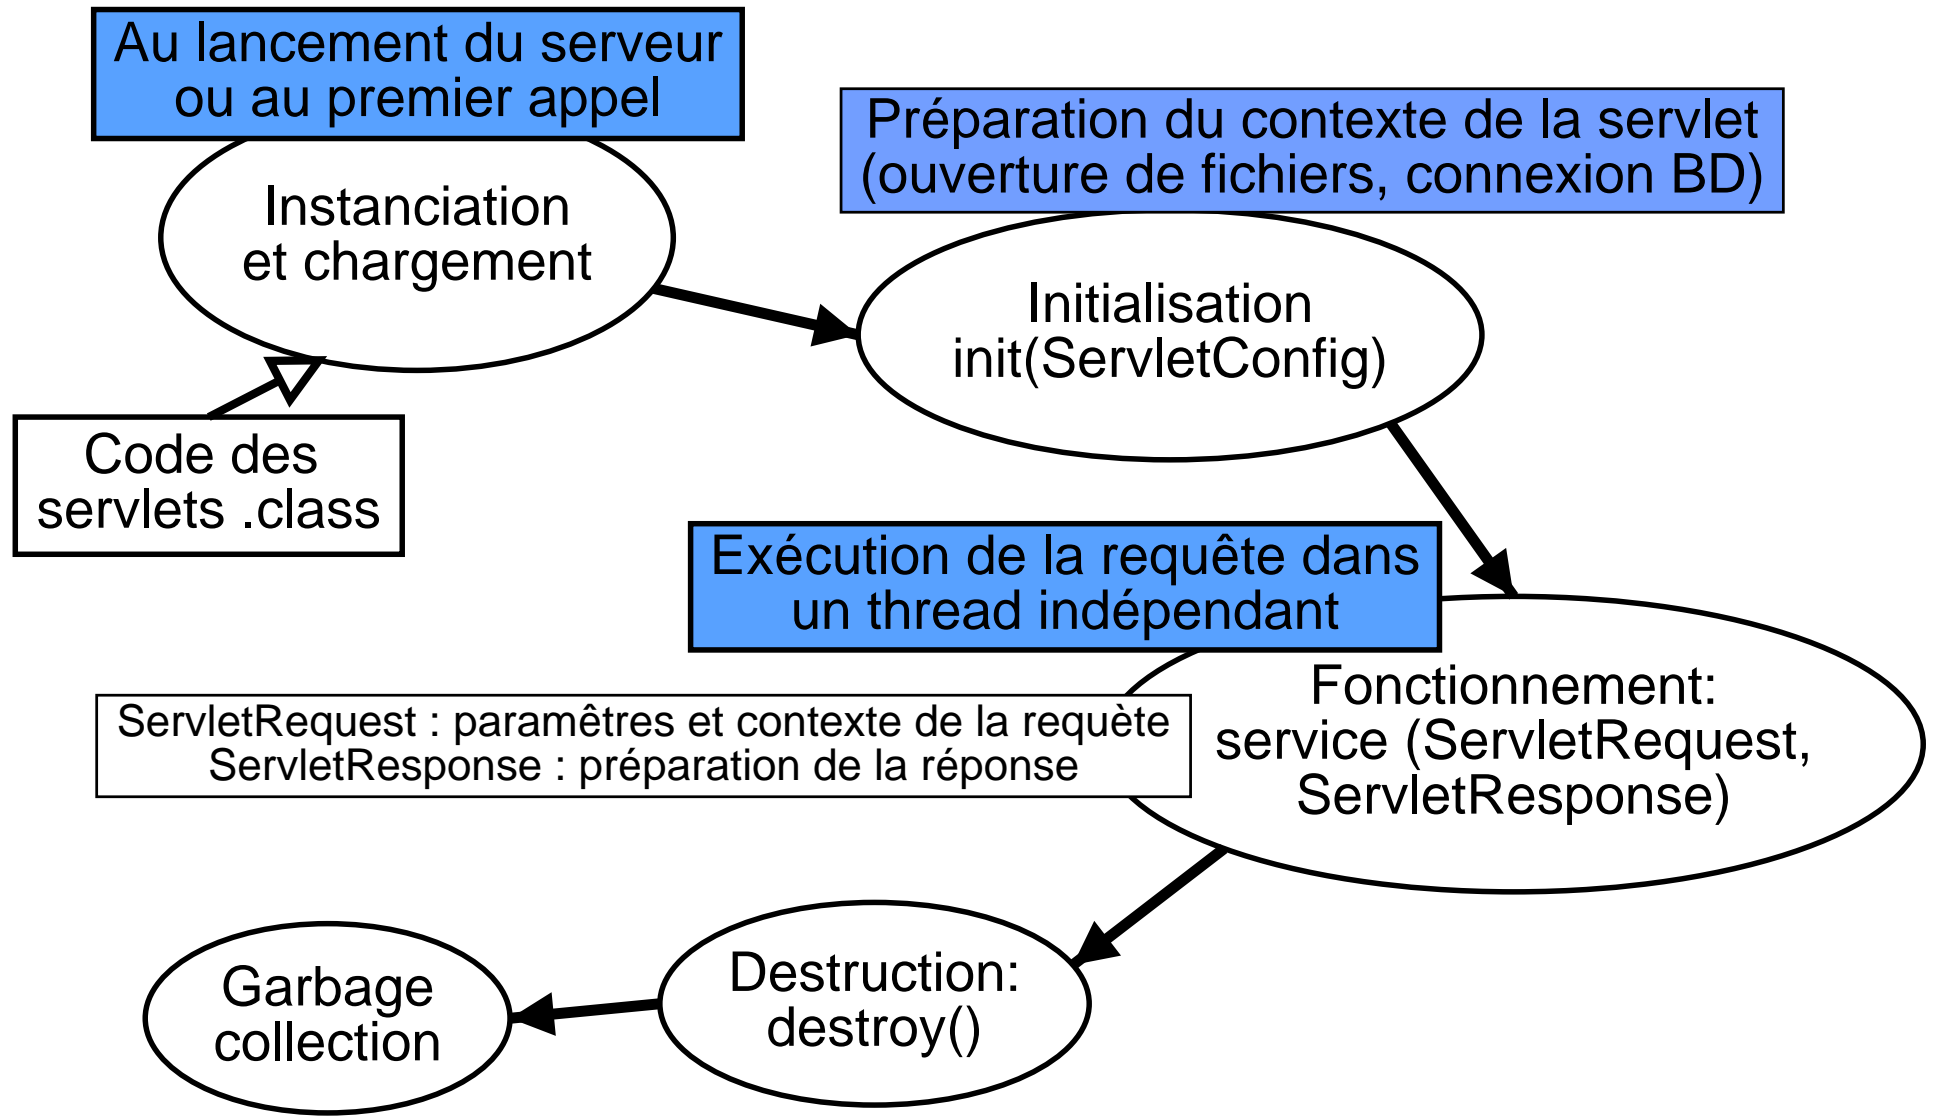 Au lancement du serveur
ou au premier appel
Préparation du contexte de la servlet
(ouverture de fichiers, connexion BD)
Instanciation
et chargement
Initialisation
init(ServletConfig)
Code des
servlets .class
Exécution de la requête dans
un thread indépendant
Fonctionnement:
service (ServletRequest,
ServletResponse)
ServletRequest : paramêtres et contexte de la requète
ServletResponse : préparation de la réponse
Destruction:
destroy()
Garbage
collection